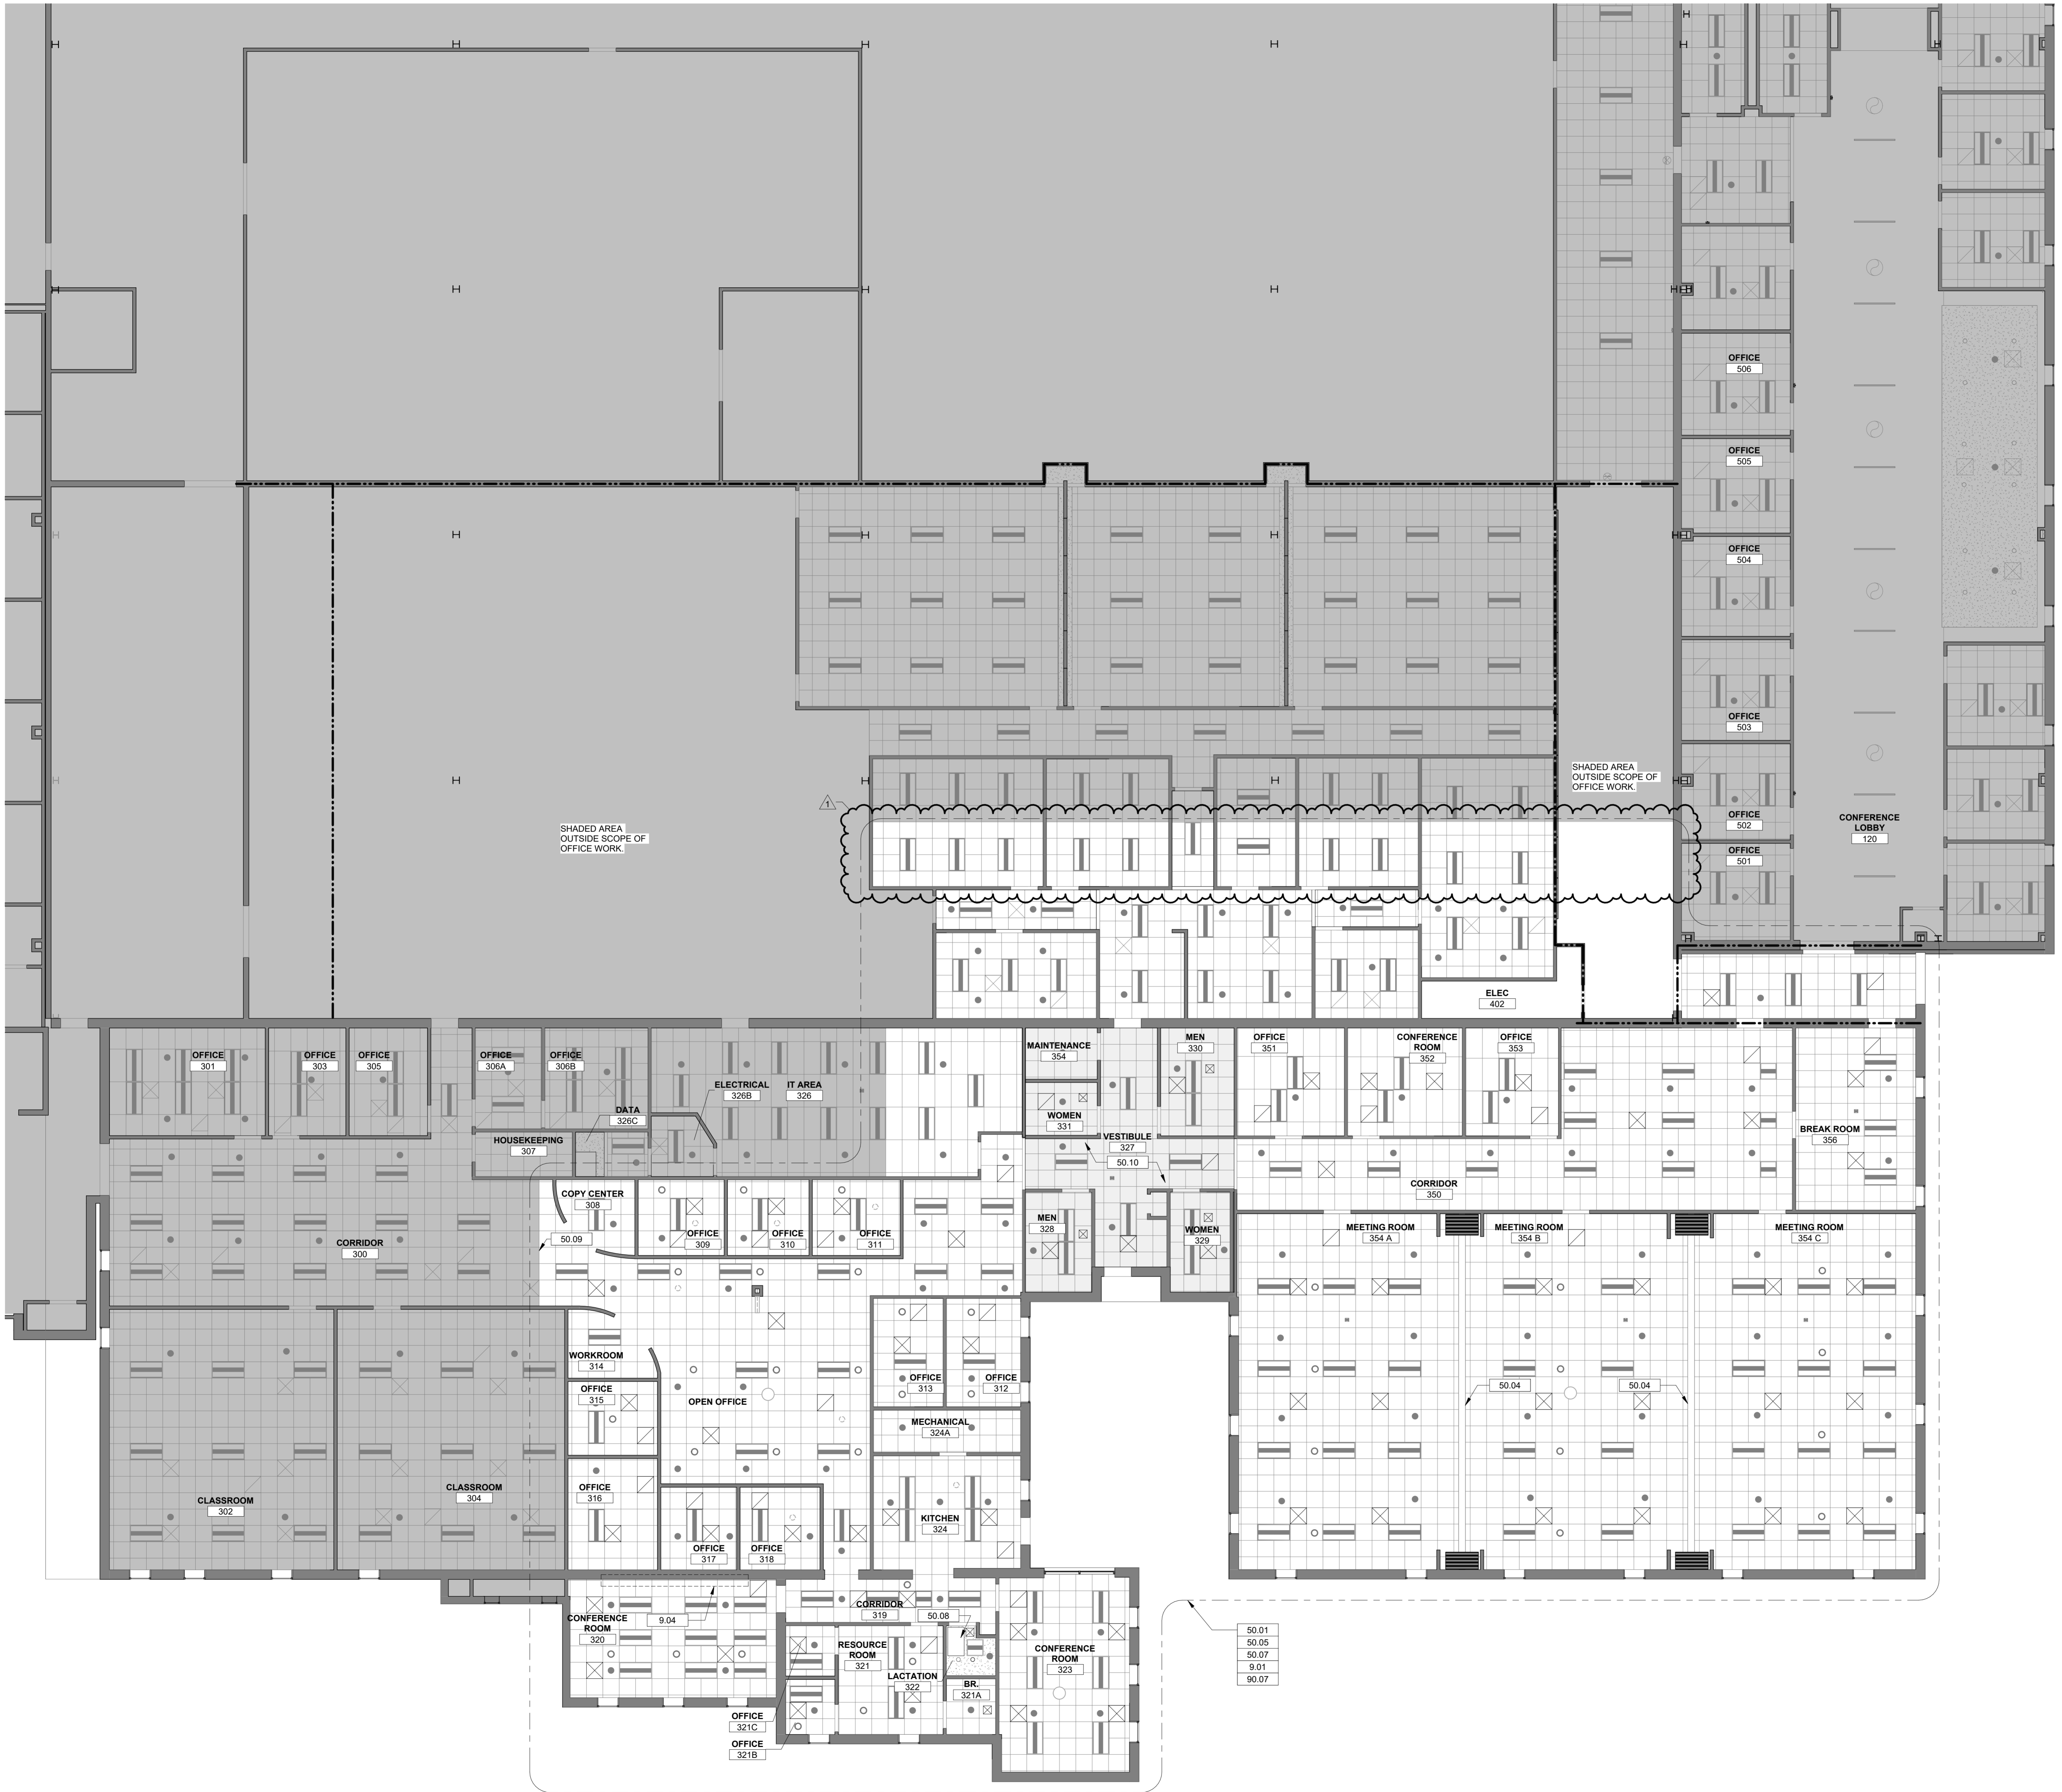 OFFICE
506
OFFICE
505
OFFICE
504
OFFICE
503
SHADED AREA
OUTSIDE SCOPE OF
OFFICE WORK.
1
OFFICE
502
CONFERENCE
LOBBY
120
SHADED AREA
OUTSIDE SCOPE OF
OFFICE WORK.
OFFICE
501
ELEC
402
OFFICE
301
OFFICE
303
OFFICE
305
OFFICE
306A
OFFICE
306B
ELECTRICAL
326B
IT AREA
326
DATA
326C
HOUSEKEEPING
307
MAINTENANCE
354
MEN
330
WOMEN
331
VESTIBULE
327
50.10
OFFICE
351
CONFERENCE
ROOM
352
OFFICE
353
BREAK ROOM
356
CORRIDOR
350
COPY CENTER
308
50.09
CORRIDOR
300
OFFICE
309
OFFICE
310
OFFICE
311
MEN
328
WOMEN
329
MEETING ROOM
354 A
MEETING ROOM
354 B
MEETING ROOM
354 C
WORKROOM
314
OFFICE
315
OPEN OFFICE
OFFICE
313
OFFICE
312
MECHANICAL
324A
50.04
50.04
CLASSROOM
302
CLASSROOM
304
OFFICE
316
OFFICE
317
OFFICE
318
KITCHEN
324
CONFERENCE
ROOM
320
9.04
CORRIDOR
319
50.08
RESOURCE
ROOM
321
LACTATION
322
BR.
321A
CONFERENCE
ROOM
323
OFFICE
321C
OFFICE
321B
50.01
50.05
50.07
9.01
90.07